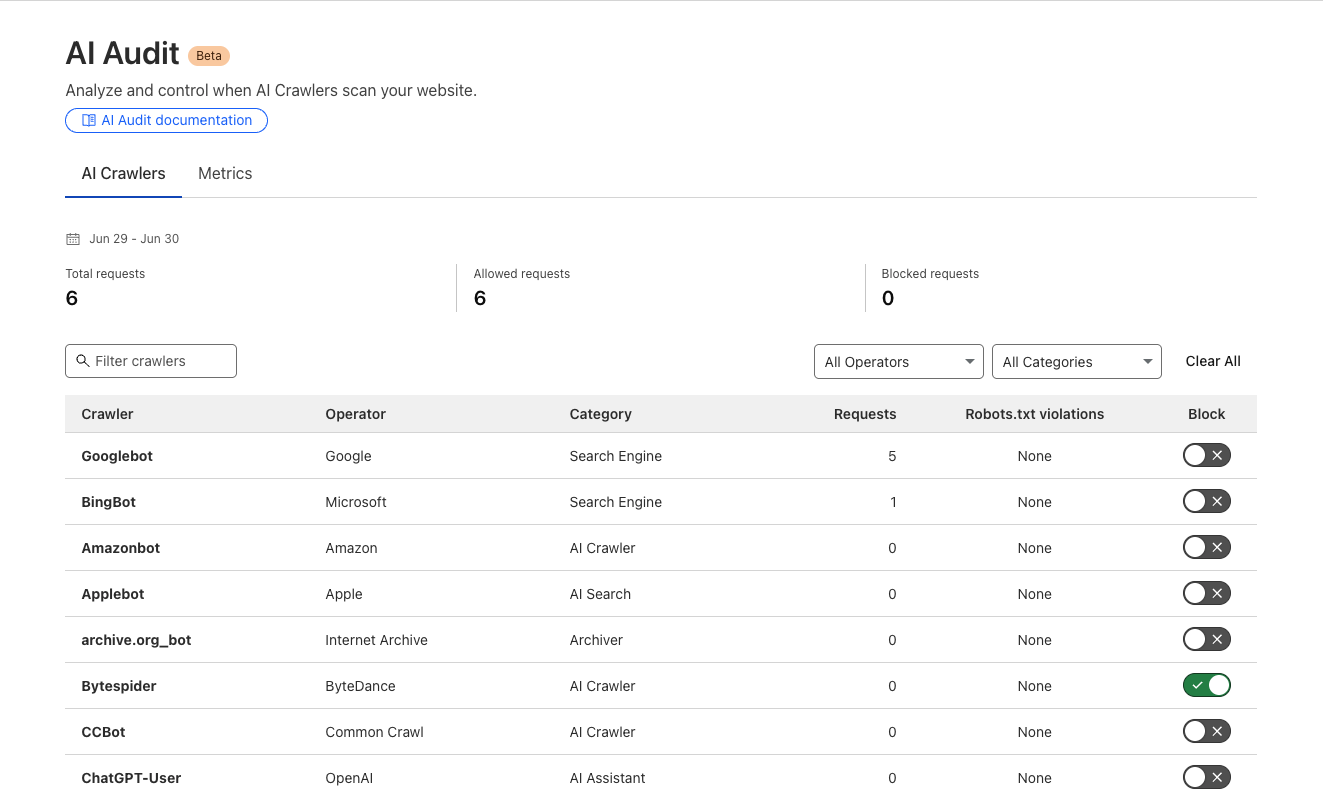 AI Audit Beta
Analyze and control when AI Crawlers scan your website.
AI Audit documentation
AI Crawlers Metrics
Jun 29 - Jun 30
Total requests Allowed requests Blocked requests
6 6 0
Filter crawlers All Operators All Categories Clear All
Crawler Operator Category Requests Robots.txt violations Block
Googlebot Google Search Engine 5 None
BingBot Microsoft Search Engine 1 None
Amazonbot Amazon AI Crawler 0 None
Applebot Apple AI Search 0 None
archive.org_bot Internet Archive Archiver 0 None
Bytespider ByteDance AI Crawler 0 None
CCBot Common Crawl AI Crawler 0 None
ChatGPT-User OpenAI AI Assistant 0 None